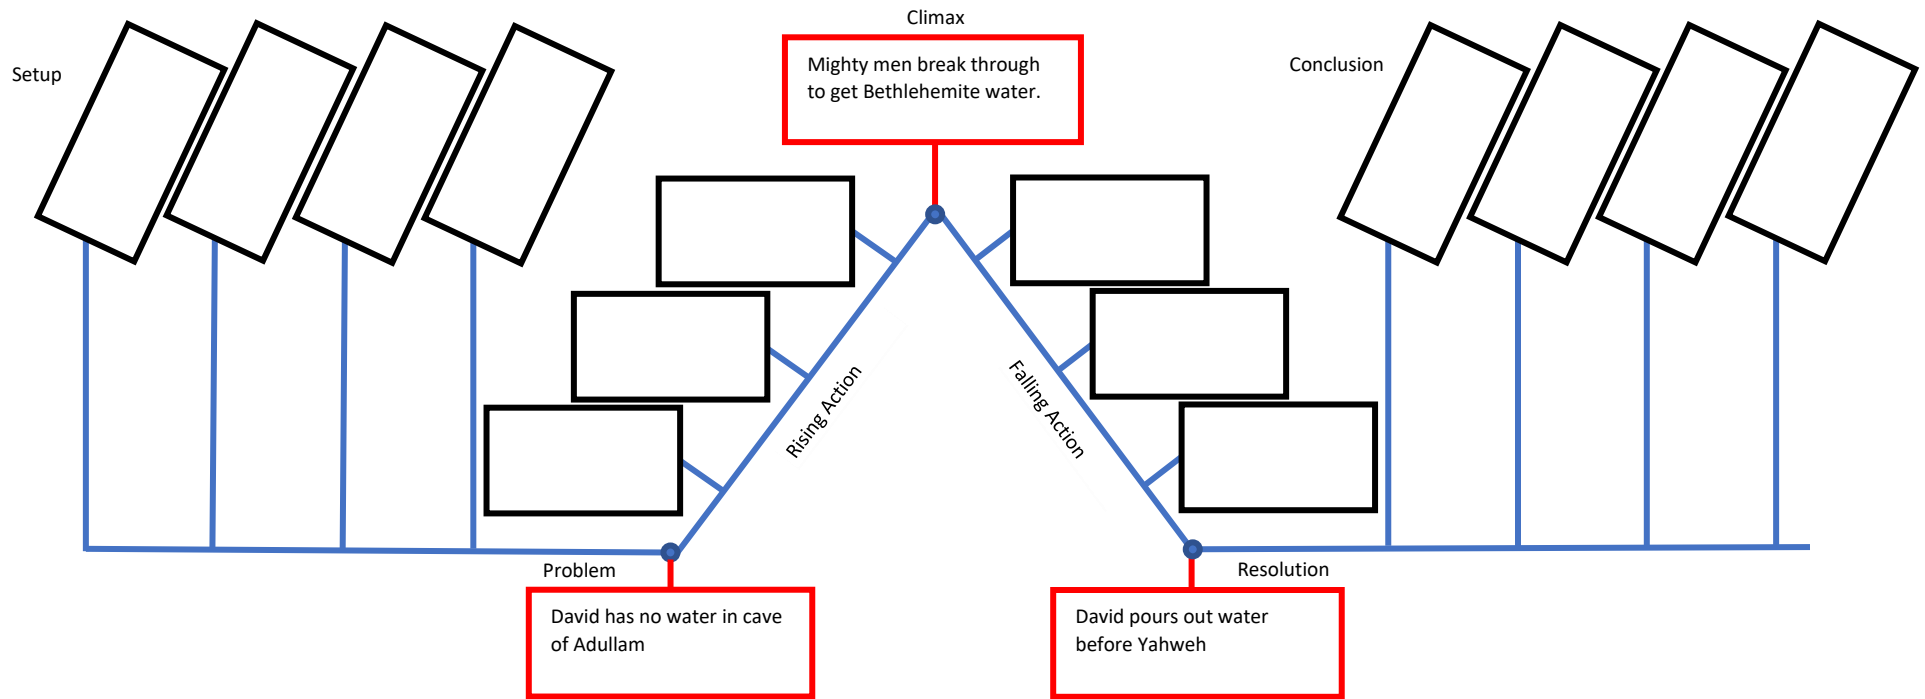 Climax
Mighty men break through
to get Bethlehemite water.
Setup
Conclusion
Rising Action
Falling Action
Problem
David has no water in cave
of Adullam
Resolution
David pours out water
before Yahweh